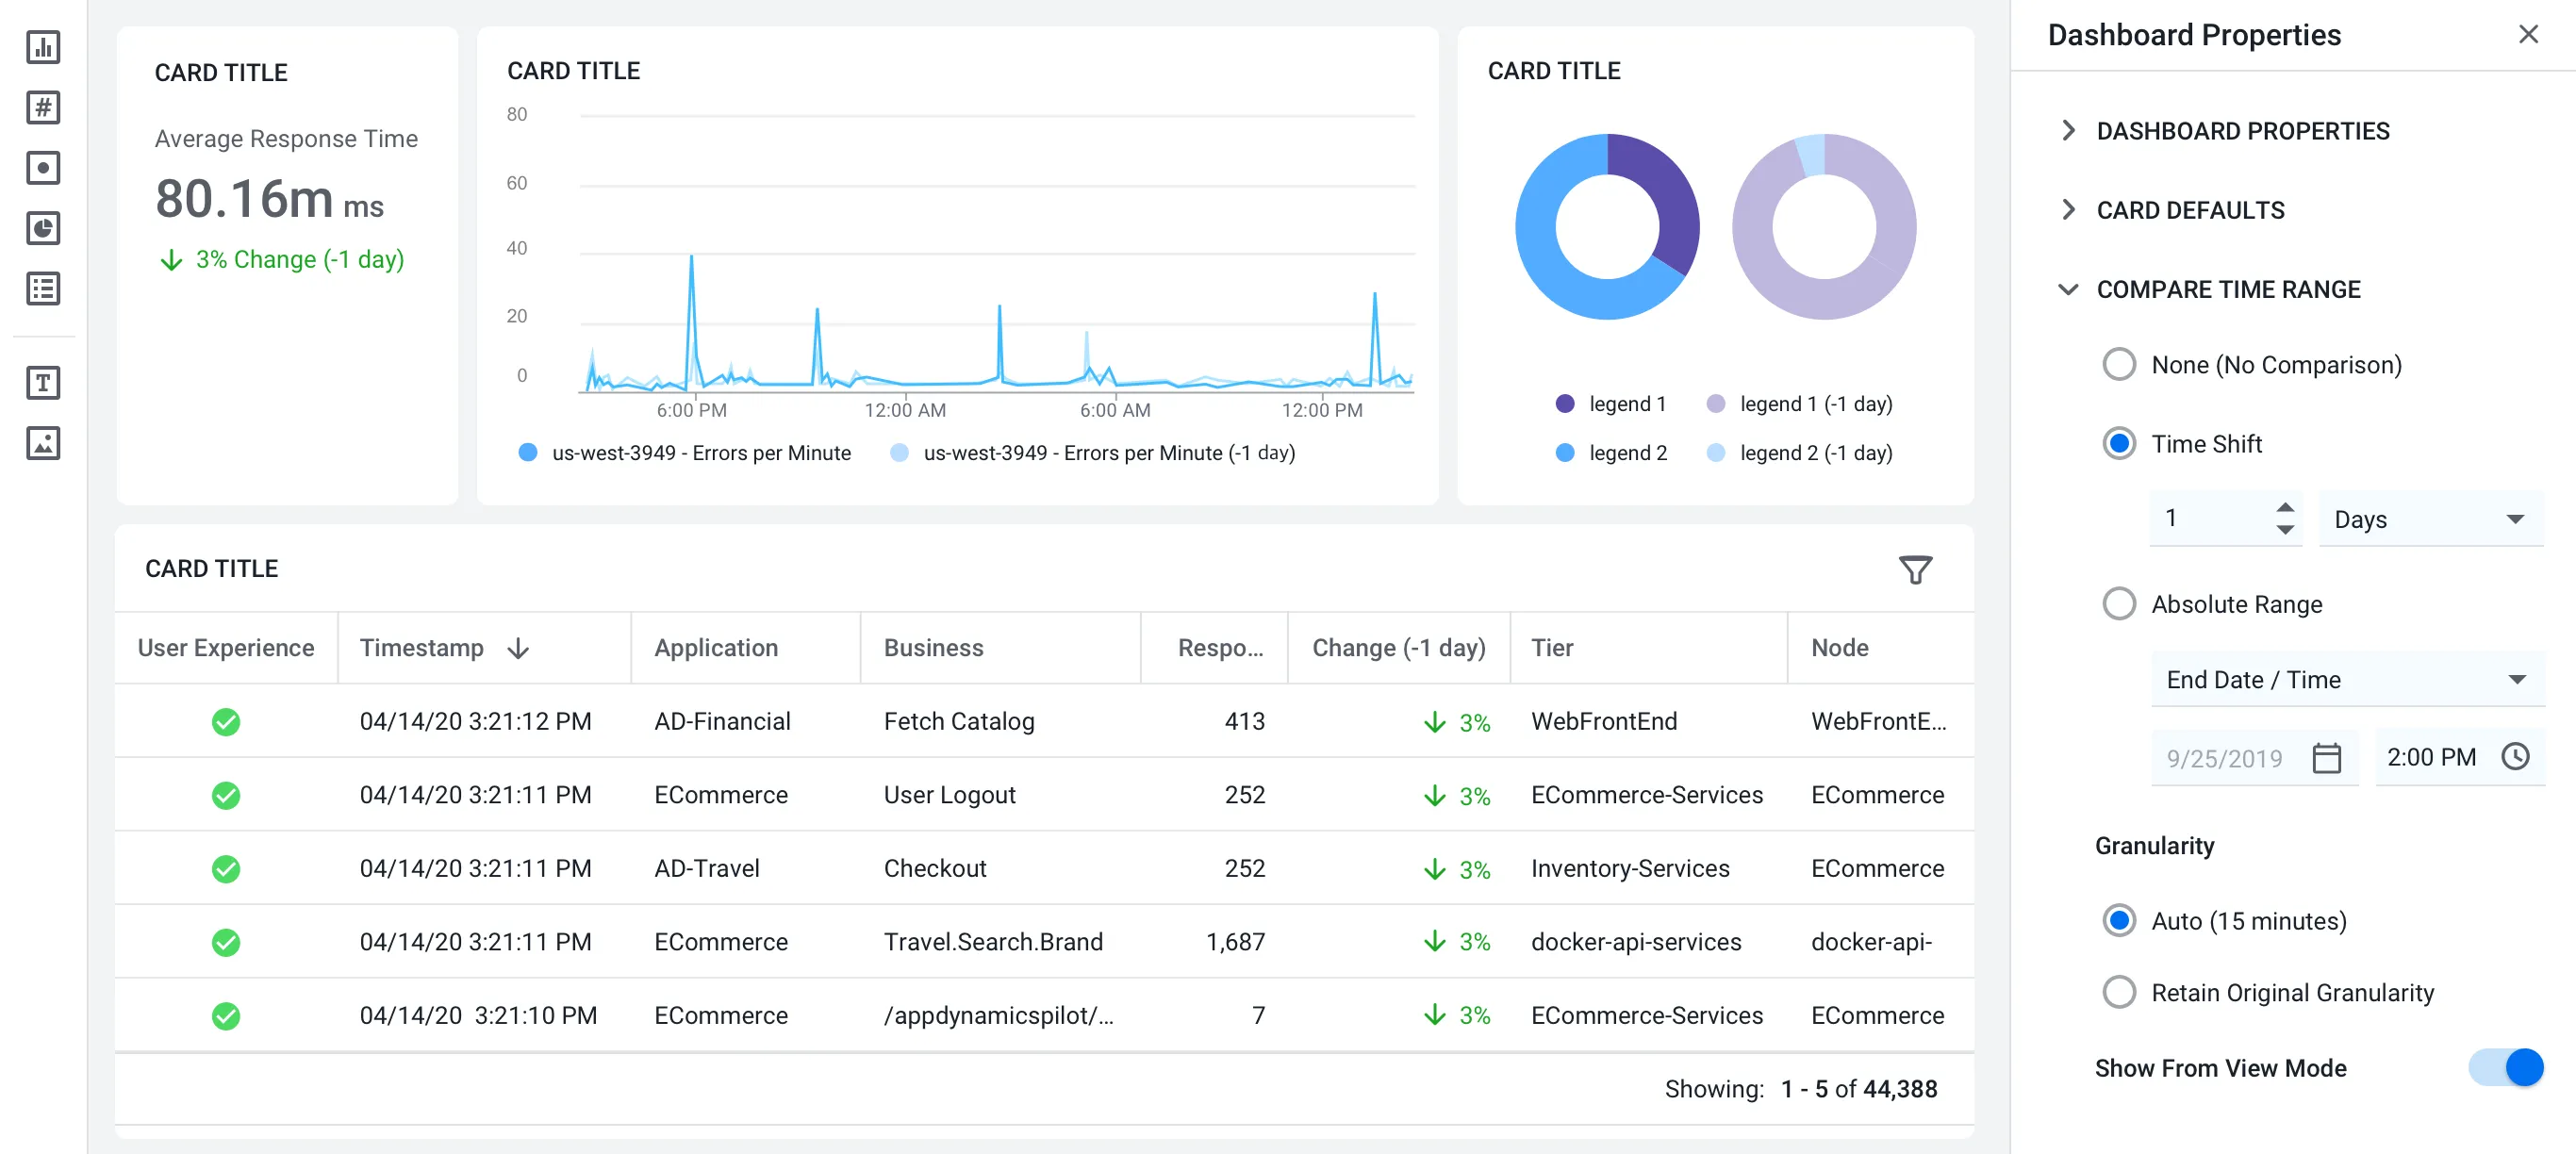 CARD TITLE
Average Response Time
80.16m ms
3% Change (-1 day)
CARD TITLE
80
60
40
20
0
6:00 PM 12:00 AM 6:00 AM 12:00 PM
us-west-3949 - Errors per Minute us-west-3949 - Errors per Minute (-1 day)
CARD TITLE
legend 1 legend 1 (-1 day)
legend 2 legend 2 (-1 day)
CARD TITLE
User Experience Timestamp Application Business Respo... Change (-1 day) Tier Node
04/14/20 3:21:12 PM AD-Financial Fetch Catalog 413 3% WebFrontEnd WebFrontE...
04/14/20 3:21:11 PM ECommerce User Logout 252 3% ECommerce-Services ECommerce
04/14/20 3:21:11 PM AD-Travel Checkout 252 3% Inventory-Services ECommerce
04/14/20 3:21:11 PM ECommerce Travel.Search.Brand 1,687 3% docker-api-services docker-api-
04/14/20 3:21:10 PM ECommerce /appdynamicspilot/... 7 3% ECommerce-Services ECommerce
Showing: 1 - 5 of 44,388
Dashboard Properties
DASHBOARD PROPERTIES
CARD DEFAULTS
COMPARE TIME RANGE
None (No Comparison)
Time Shift
1 Days
Absolute Range
End Date / Time
9/25/2019 2:00 PM
Granularity
Auto (15 minutes)
Retain Original Granularity
Show From View Mode